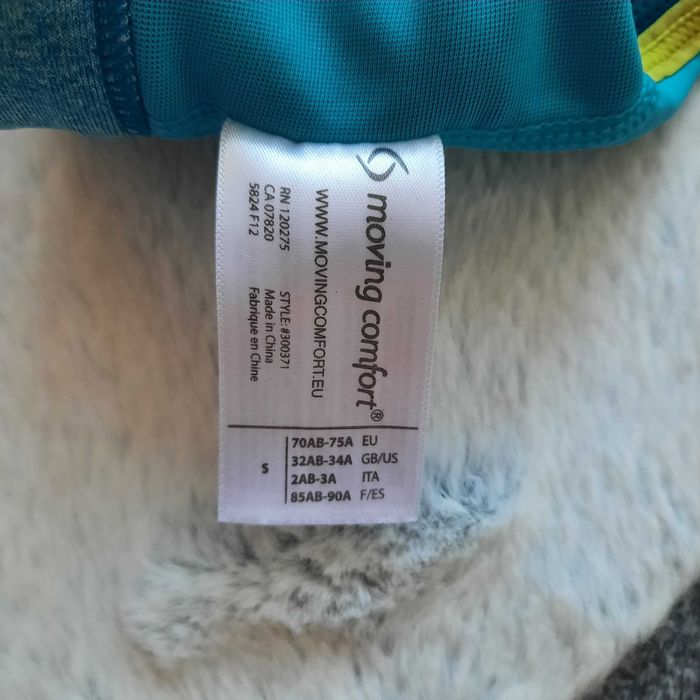 moving comfort®
WWW.MOVINGCOMFORT.EU
RN 120275 STYLE: #300371
CA 07820 Made in China
5824 F12 Fabrique en Chine
S
70AB-75A EU
32AB-34A GB/US
2AB-3A ITA
85AB-90A F/ES